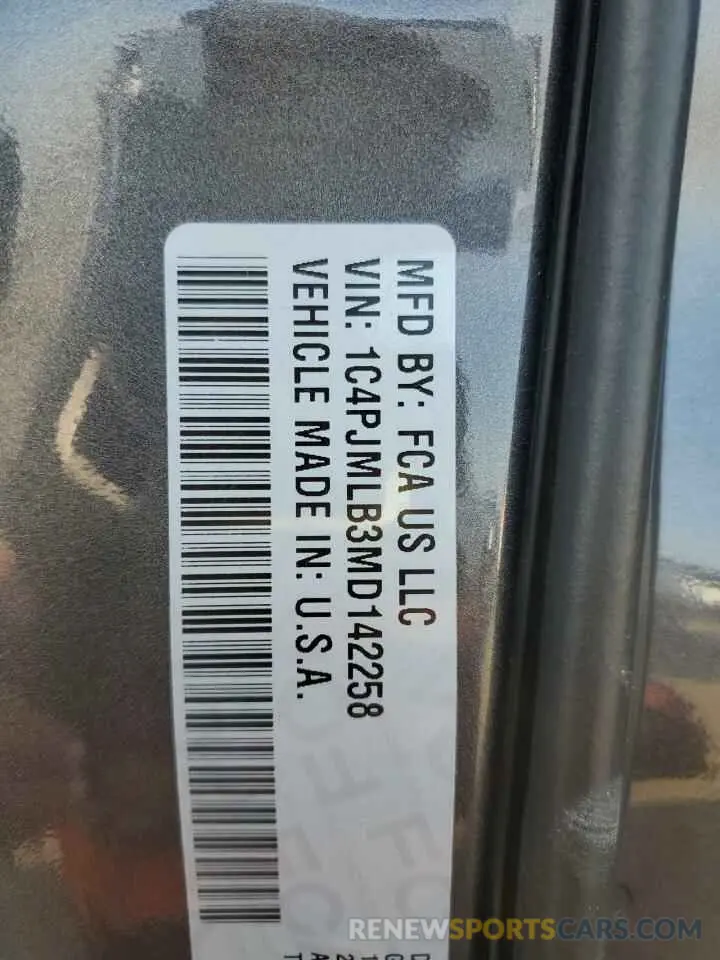 MFD BY: FCA US LLC
VIN: 1C4PJMLB3MD142258
VEHICLE MADE IN: U.S.A.
RENEWSPORTSCARS.COM